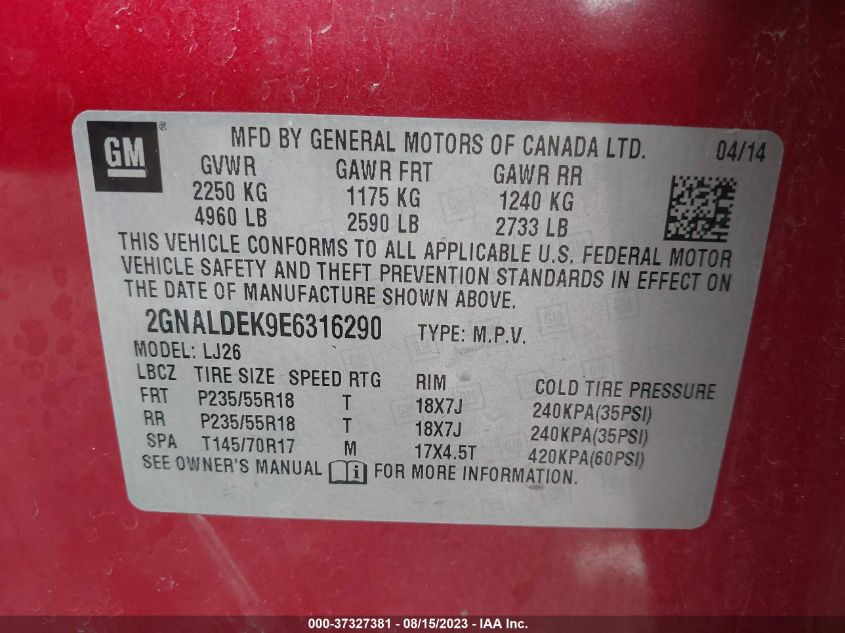 GM® MFD BY GENERAL MOTORS OF CANADA LTD. 04/14
GVWR GAWR FRT GAWR RR
2250 KG 1175 KG 1240 KG
4960 LB 2590 LB 2733 LB
THIS VEHICLE CONFORMS TO ALL APPLICABLE U.S. FEDERAL MOTOR
VEHICLE SAFETY AND THEFT PREVENTION STANDARDS IN EFFECT ON
THE DATE OF MANUFACTURE SHOWN ABOVE.
2GNALDEK9E6316290 TYPE: M.P.V.
MODEL: LJ26
LBCZ TIRE SIZE SPEED RTG RIM COLD TIRE PRESSURE
FRT P235/55R18 T 18X7J 240KPA(35PSI)
RR P235/55R18 T 18X7J 240KPA(35PSI)
SPA T145/70R17 M 17X4.5T 420KPA(60PSI)
SEE OWNER'S MANUAL i FOR MORE INFORMATION.
000-37327381 - 08/15/2023 - IAA Inc.